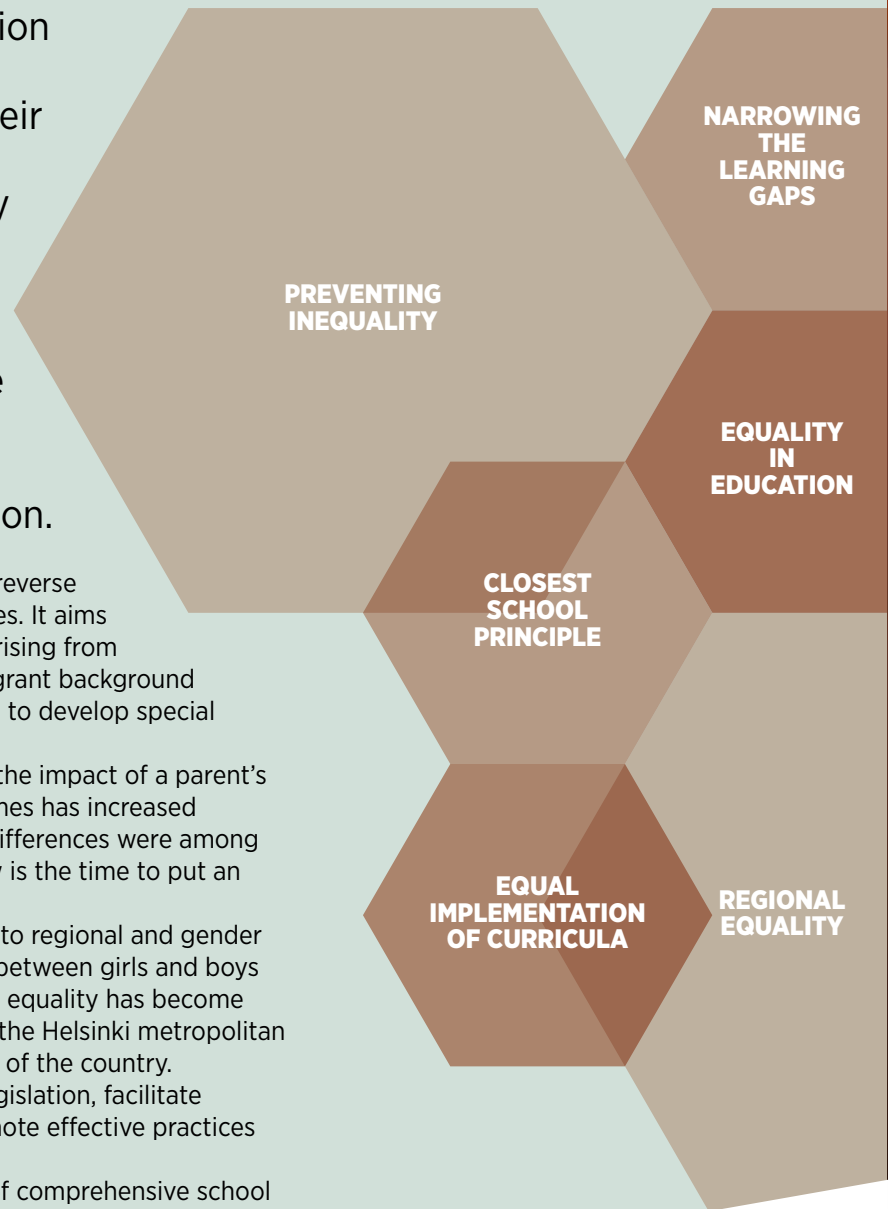 ion
eir
y
e
on.
reverse
es. It aims
rising from
grant background
to develop special
the impact of a parent's
nes has increased
ifferences were among
is the time to put an
to regional and gender
between girls and boys
equality has become
the Helsinki metropolitan
of the country.
gislation, facilitate
note effective practices
f comprehensive school
NARROWING
THE
LEARNING
GAPS
PREVENTING
INEQUALITY
EQUALITY
IN
EDUCATION
CLOSEST
SCHOOL
PRINCIPLE
EQUAL
IMPLEMENTATION
OF CURRICULA
REGIONAL
EQUALITY